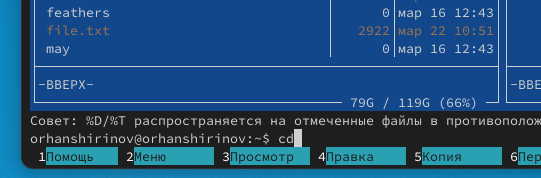 feathers 0 мар 16 12:43
file.txt 2922 мар 22 10:51
may 0 мар 16 12:43
-ВВЕРХ- -ВВЕ
79G / 119G (66%)
Совет: %D/%T распространяется на отмеченные файлы в противополож
orhanshirinov@orhanshirinov:~$ cd
1Помощь 2Меню 3Просмотр 4Правка 5Копия 6Пер